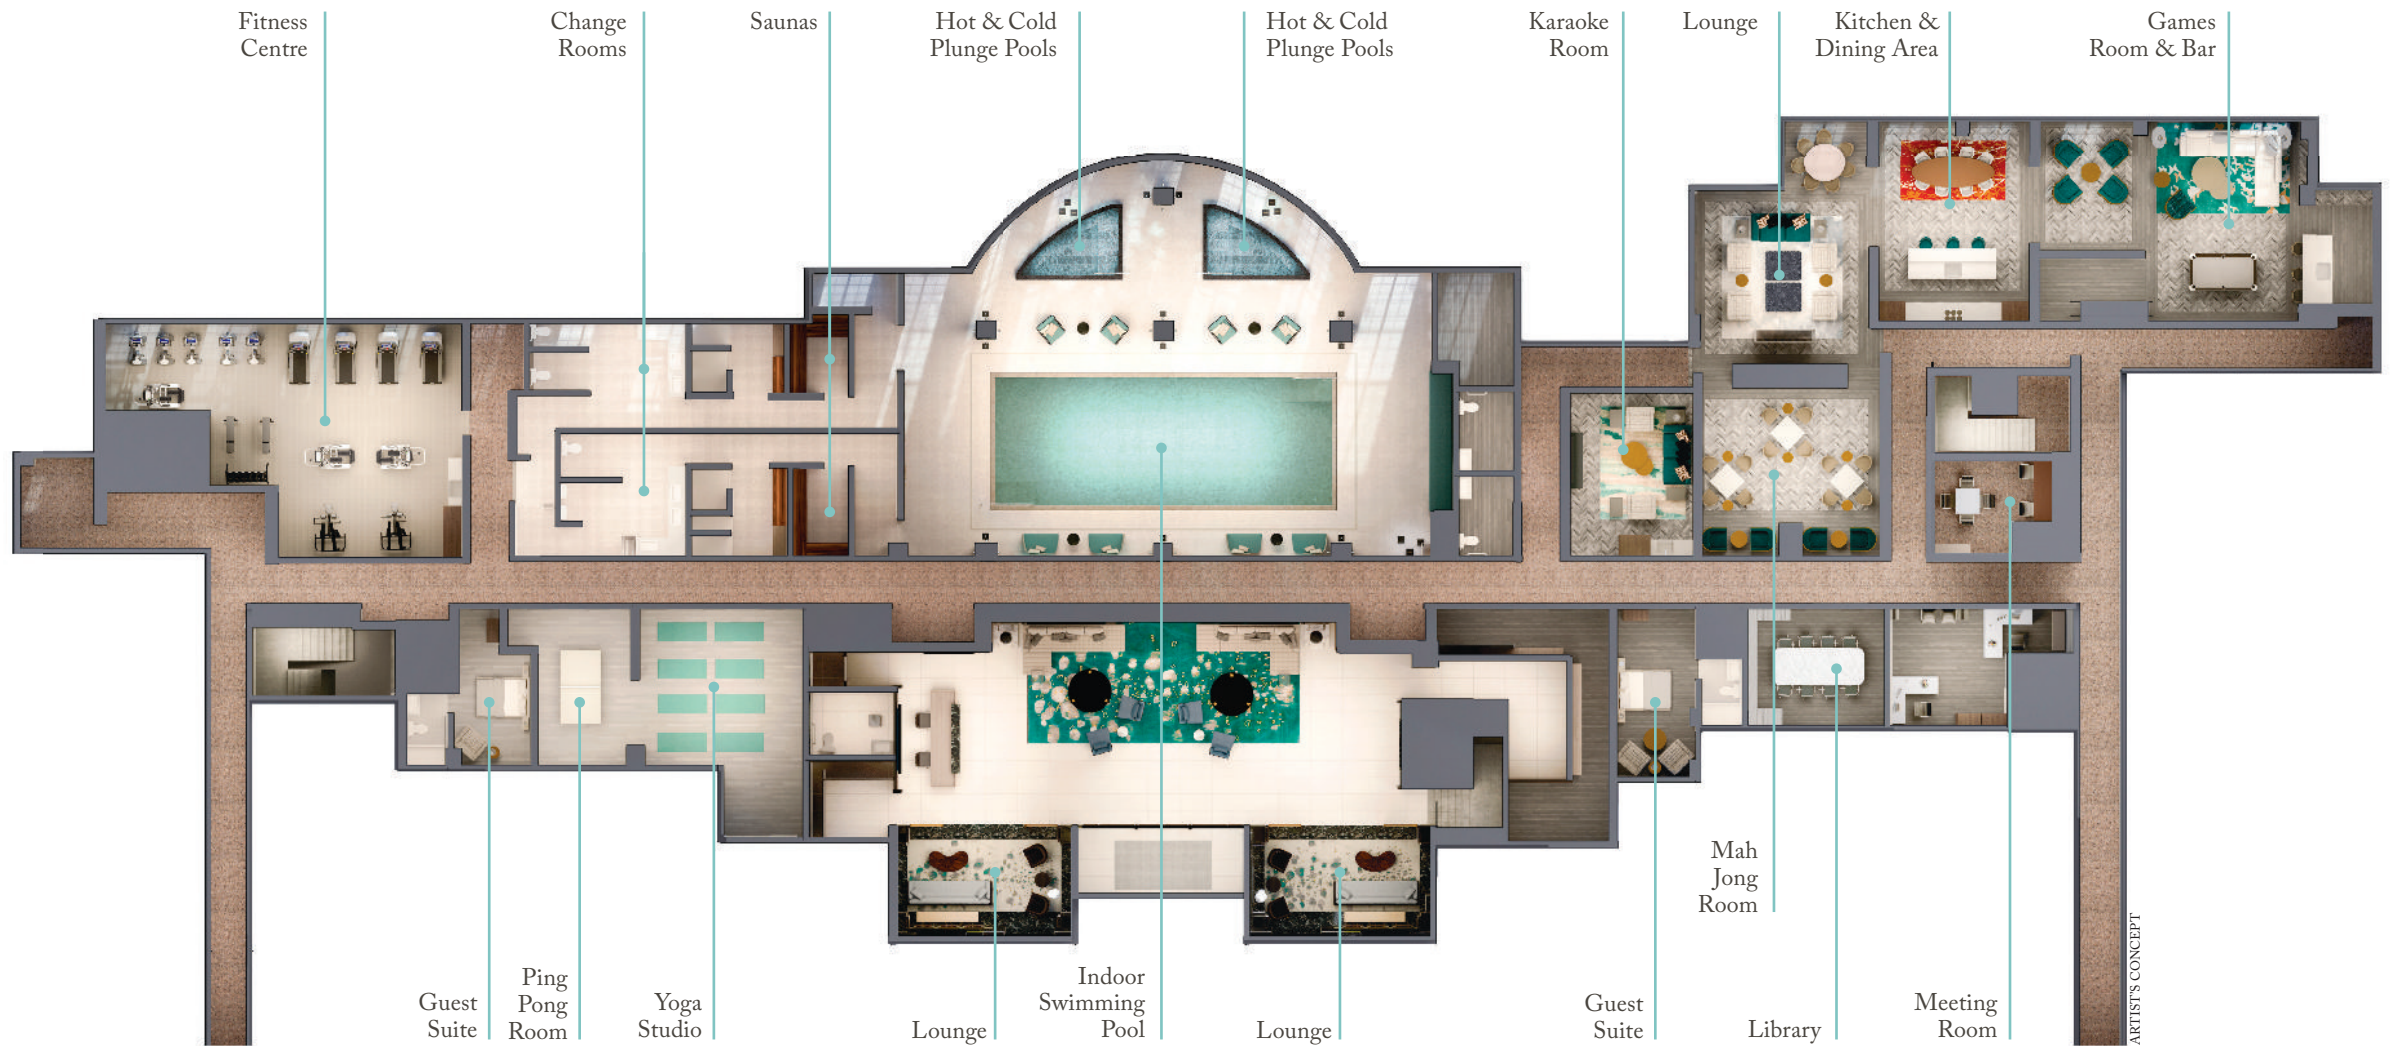 Fitness
Centre
Change
Rooms
Saunas
Hot & Cold
Plunge Pools
Hot & Cold
Plunge Pools
Karaoke
Room
Lounge
Kitchen &
Dining Area
Games
Room & Bar
Guest
Suite
Ping
Pong
Room
Yoga
Studio
Lounge
Indoor
Swimming
Pool
Lounge
Guest
Suite
Mah
Jong
Room
Library
Meeting
Room
ARTIST'S CONCEPT